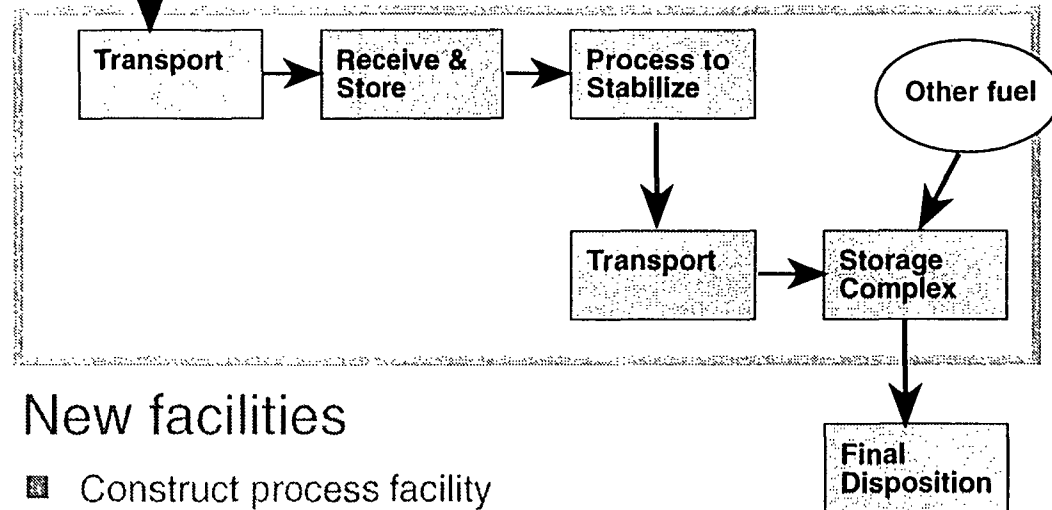 Transport
Receive &
Store
Process to
Stabilize
Other fuel
Transport
Storage
Complex
New facilities
Construct process facility
Final
Disposition